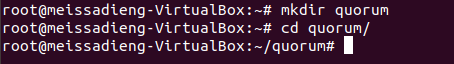 root@meissadieng-VirtualBox:~# mkdir quorum
root@meissadieng-VirtualBox:~# cd quorum/
root@meissadieng-VirtualBox:~/quorum#